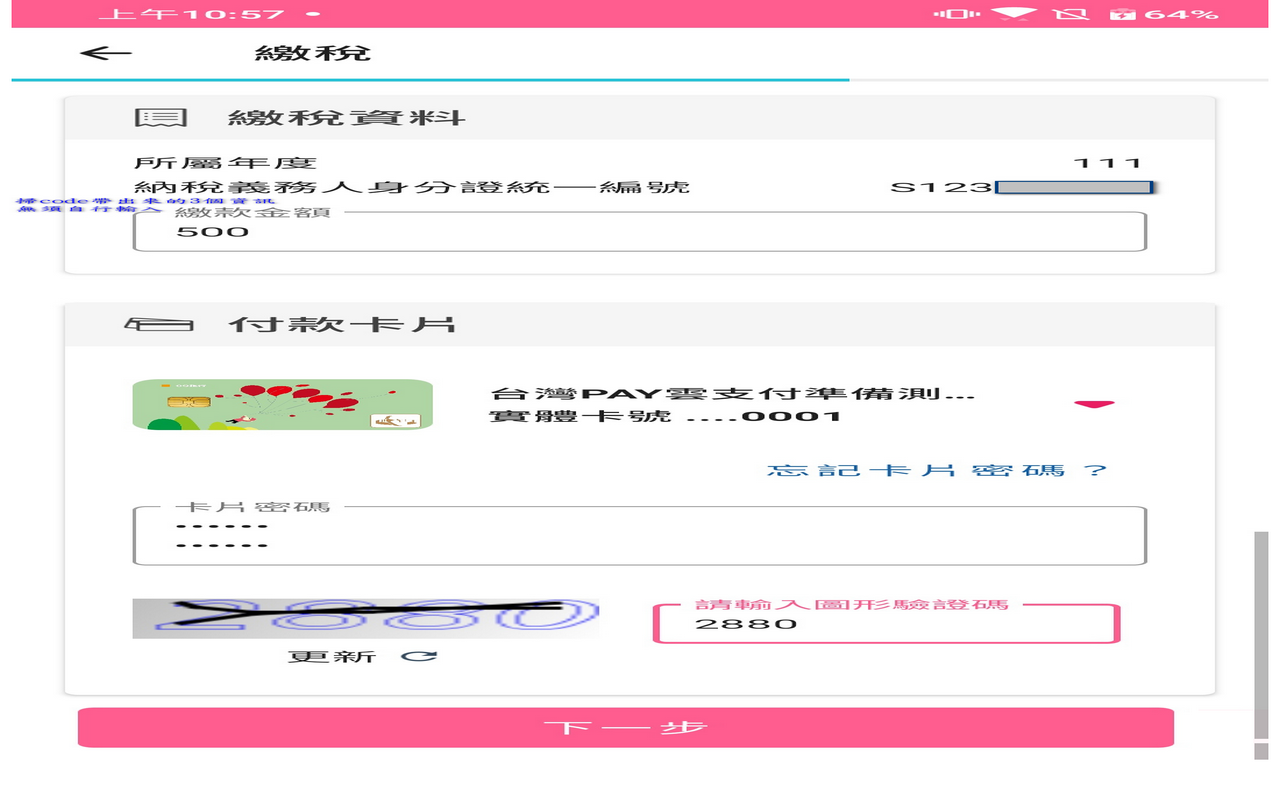 上午10:57
64%
繳稅
繳稅資料
所屬年度 111
納稅義務人身分證統一編號 S123
掃code帶出來的3個資訊
無須自行輸入
繳款金額
500
付款卡片
台灣PAY雲支付準備測...
實體卡號 ....0001
忘記卡片密碼？
卡片密碼
••••••
••••••
2880
請輸入圖形驗證碼
2880
更新
下一步